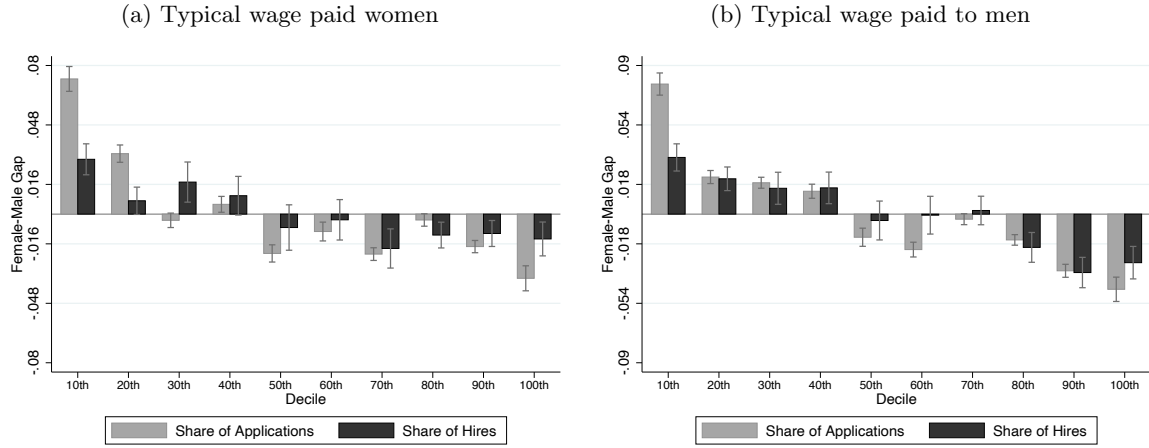 (a) Typical wage paid women
.08
.048
.016
-.016
-.048
-.08
Female-Male Gap
10th 20th 30th 40th 50th 60th 70th 80th 90th 100th
Decile
Share of Applications Share of Hires
(b) Typical wage paid to men
.09
.054
.018
-.018
-.054
-.09
Female-Male Gap
10th 20th 30th 40th 50th 60th 70th 80th 90th 100th
Decile
Share of Applications Share of Hires